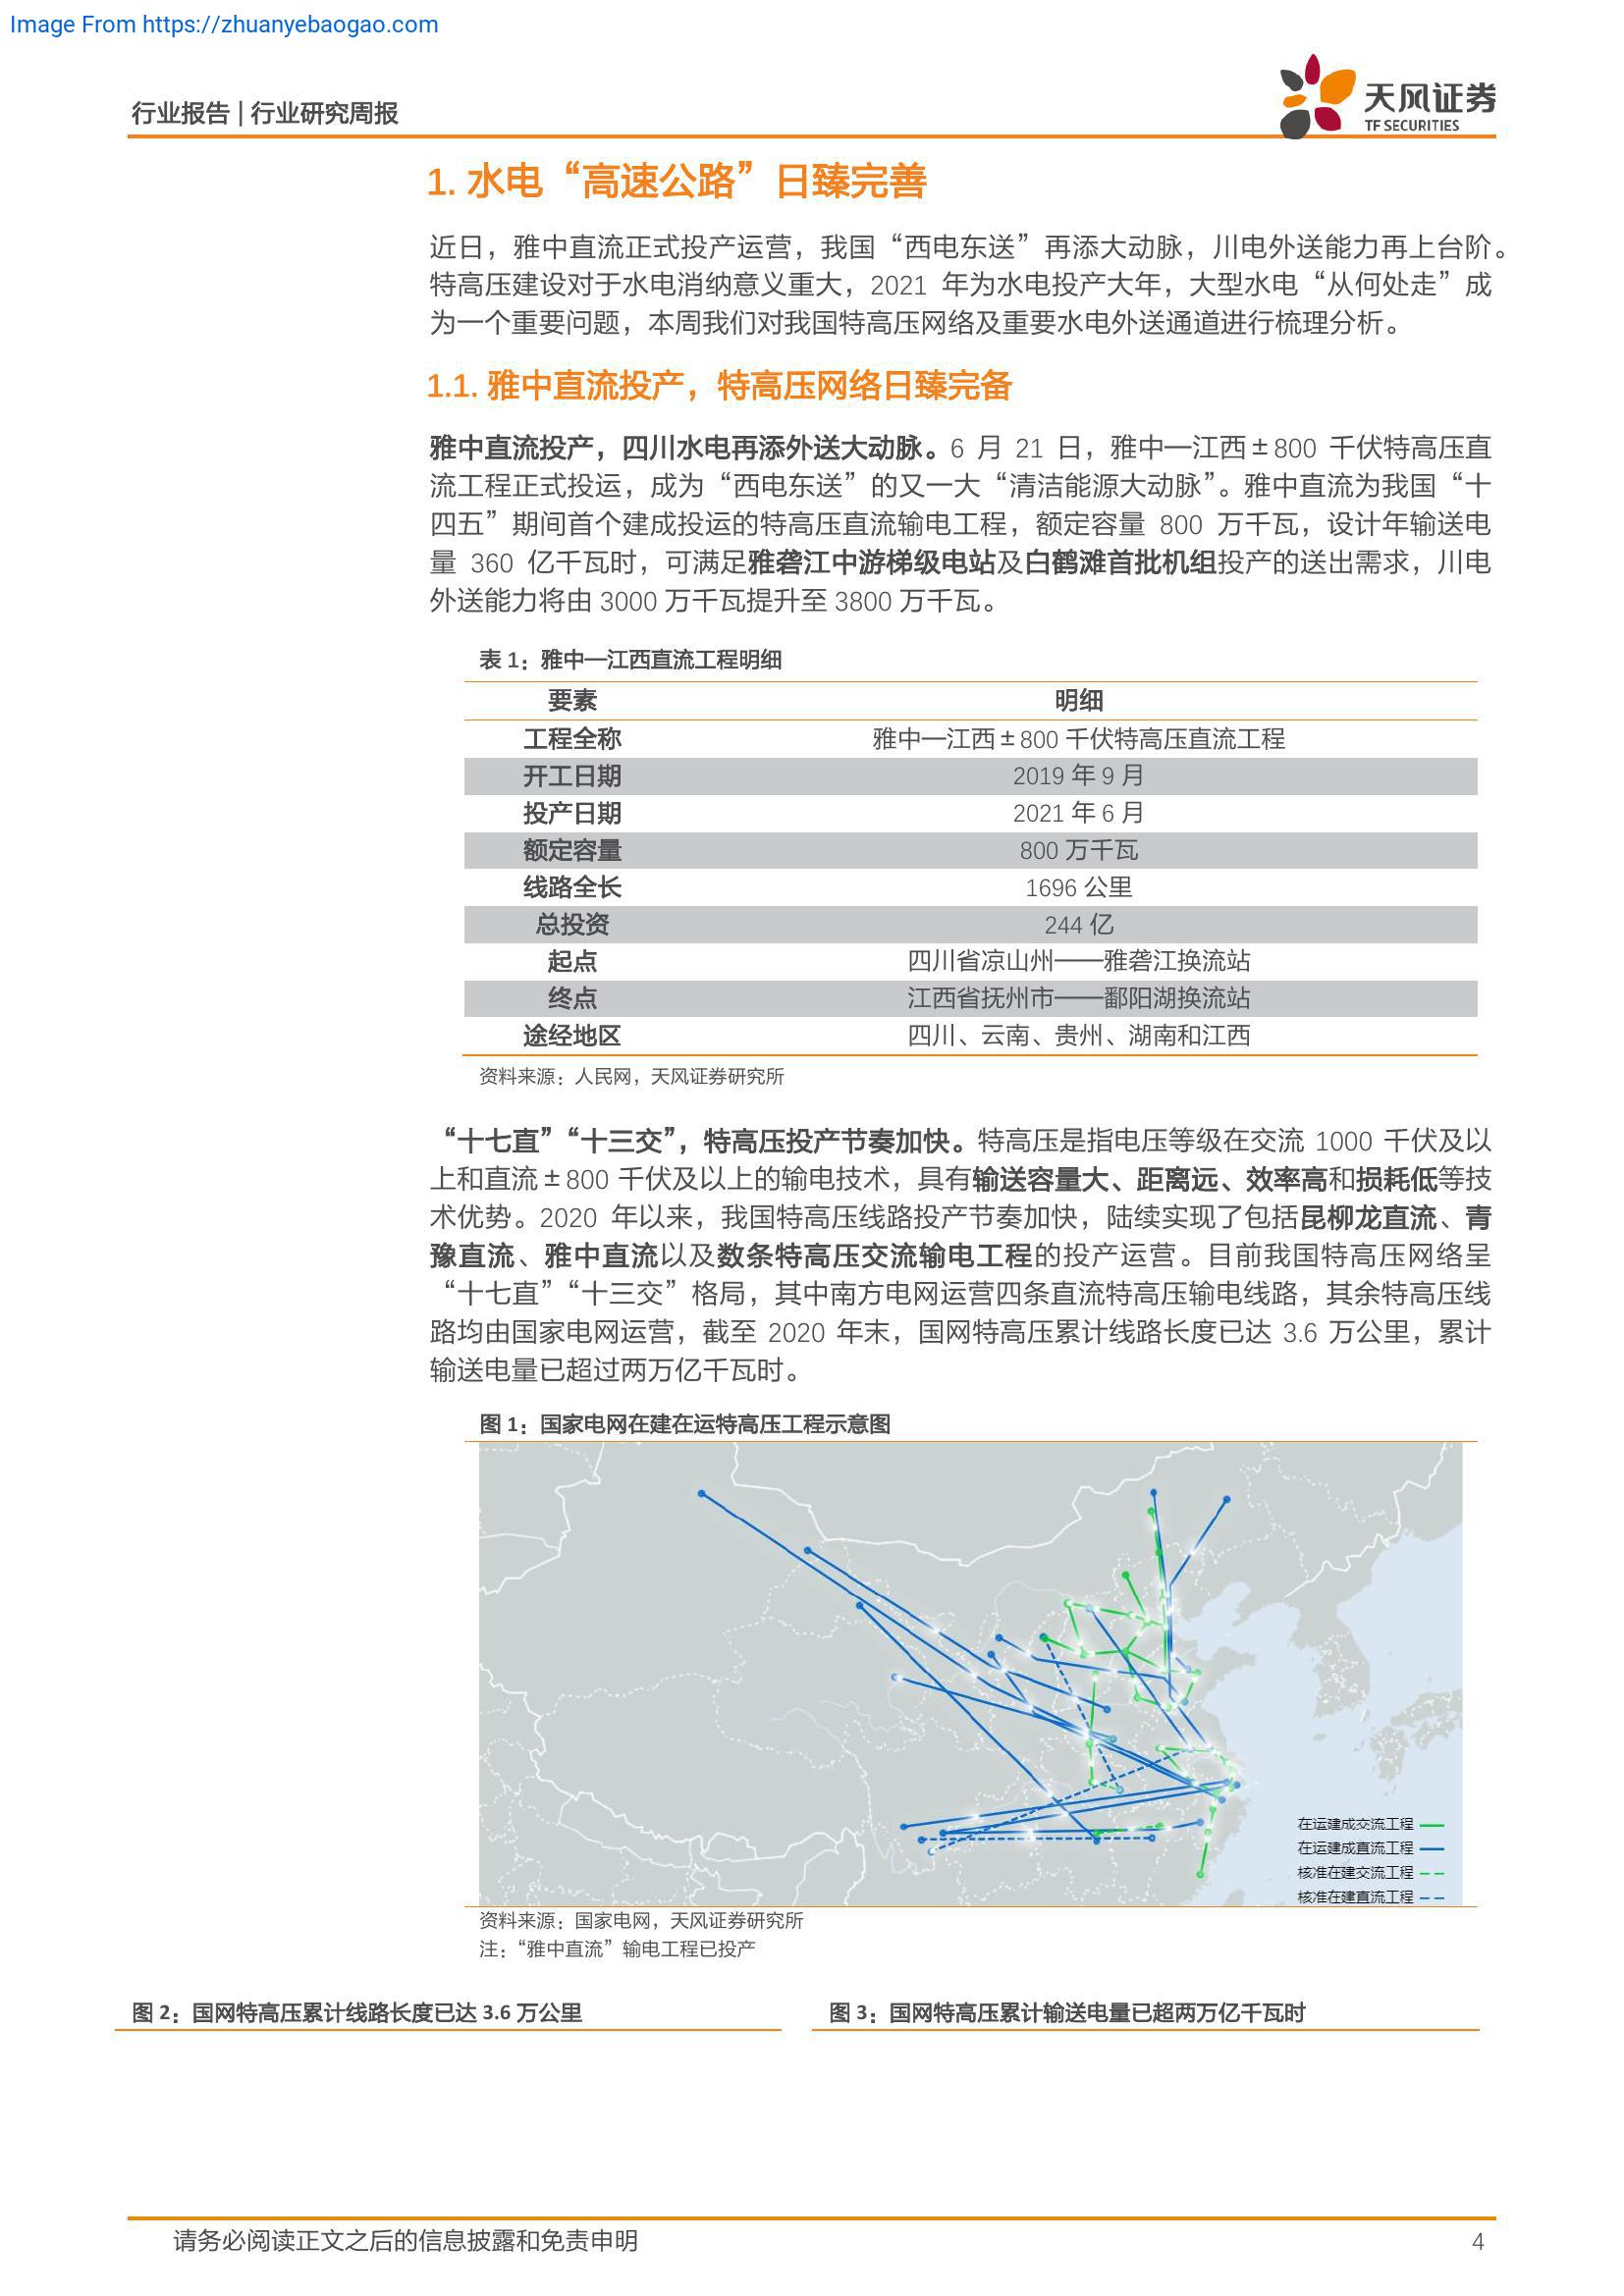 Image From https://zhuanyebaogao.com
行业报告 | 行业研究周报
天风证券
TF SECURITIES
1. 水电“高速公路”日臻完善
近日，雅中直流正式投产运营，我国“西电东送”再添大动脉，川电外送能力再上台阶。
特高压建设对于水电消纳意义重大，2021 年为水电投产大年，大型水电“从何处走”成
为一个重要问题，本周我们对我国特高压网络及重要水电外送通道进行梳理分析。
1.1. 雅中直流投产，特高压网络日臻完备
雅中直流投产，四川水电再添外送大动脉。6 月 21 日，雅中—江西±800 千伏特高压直
流工程正式投运，成为“西电东送”的又一大“清洁能源大动脉”。雅中直流为我国“十
四五”期间首个建成投运的特高压直流输电工程，额定容量 800 万千瓦，设计年输送电
量 360 亿千瓦时，可满足雅砻江中游梯级电站及白鹤滩首批机组投产的送出需求，川电
外送能力将由 3000 万千瓦提升至 3800 万千瓦。
表 1：雅中—江西直流工程明细
要素 明细
工程全称 雅中—江西±800 千伏特高压直流工程
开工日期 2019 年 9 月
投产日期 2021 年 6 月
额定容量 800 万千瓦
线路全长 1696 公里
总投资 244 亿
起点 四川省凉山州——雅砻江换流站
终点 江西省抚州市——鄱阳湖换流站
途经地区 四川、云南、贵州、湖南和江西
资料来源：人民网，天风证券研究所
“十七直”“十三交”，特高压投产节奏加快。特高压是指电压等级在交流 1000 千伏及以
上和直流±800 千伏及以上的输电技术，具有输送容量大、距离远、效率高和损耗低等技
术优势。2020 年以来，我国特高压线路投产节奏加快，陆续实现了包括昆柳龙直流、青
豫直流、雅中直流以及数条特高压交流输电工程的投产运营。目前我国特高压网络呈
“十七直”“十三交”格局，其中南方电网运营四条直流特高压输电线路，其余特高压线
路均由国家电网运营，截至 2020 年末，国网特高压累计线路长度已达 3.6 万公里，累计
输送电量已超过两万亿千瓦时。
图 1：国家电网在建在运特高压工程示意图
在运建成交流工程
在运建成直流工程
核准在建交流工程
核准在建直流工程
资料来源：国家电网，天风证券研究所
注：“雅中直流”输电工程已投产
图 2：国网特高压累计线路长度已达 3.6 万公里
图 3：国网特高压累计输送电量已超两万亿千瓦时
请务必阅读正文之后的信息披露和免责申明
4